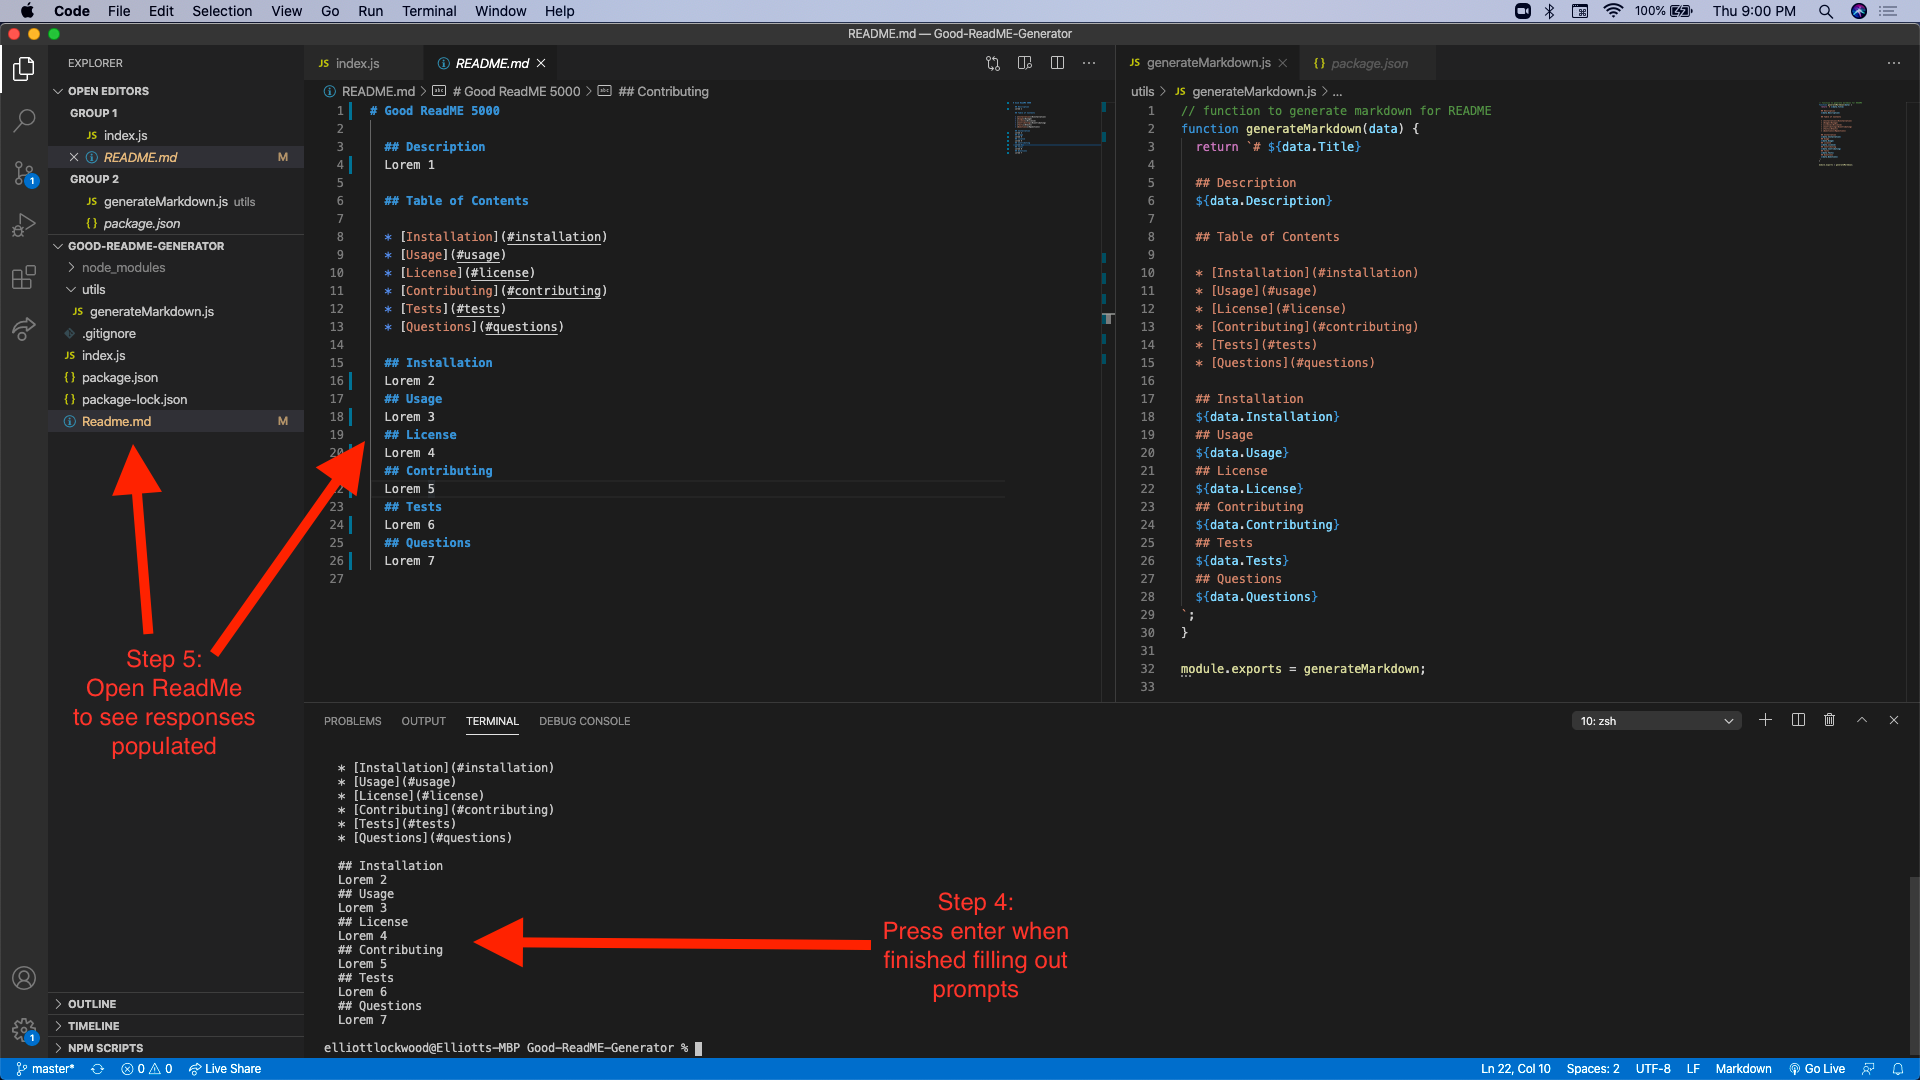 Code File Edit Selection View Go Run Terminal Window Help
100% Thu 9:00 PM
README.md — Good-ReadME-Generator
EXPLORER
OPEN EDITORS
GROUP 1
JS index.js
README.md M
GROUP 2
JS generateMarkdown.js utils
{} package.json
GOOD-README-GENERATOR
node_modules
utils
JS generateMarkdown.js
.gitignore
JS index.js
{} package.json
{} package-lock.json
Readme.md M
Step 5:
Open ReadMe
to see responses
populated
OUTLINE
TIMELINE
NPM SCRIPTS
1
1
JS index.js
README.md
README.md > # Good ReadME 5000 > ## Contributing
1 # Good ReadME 5000
2
3 ## Description
4 Lorem 1
5
6 ## Table of Contents
7
8 * [Installation](#installation)
9 * [Usage](#usage)
10 * [License](#license)
11 * [Contributing](#contributing)
12 * [Tests](#tests)
13 * [Questions](#questions)
14
15 ## Installation
16 Lorem 2
17 ## Usage
18 Lorem 3
19 ## License
20 Lorem 4
## Contributing
Lorem 5
23 ## Tests
24 Lorem 6
25 ## Questions
26 Lorem 7
27
JS generateMarkdown.js
{} package.json
utils > JS generateMarkdown.js > ...
1 // function to generate markdown for README
2 function generateMarkdown(data) {
3 return `# ${data.Title}
4
5 ## Description
6 ${data.Description}
7
8 ## Table of Contents
9
10 * [Installation](#installation)
11 * [Usage](#usage)
12 * [License](#license)
13 * [Contributing](#contributing)
14 * [Tests](#tests)
15 * [Questions](#questions)
16
17 ## Installation
18 ${data.Installation}
19 ## Usage
20 ${data.Usage}
21 ## License
22 ${data.License}
23 ## Contributing
24 ${data.Contributing}
25 ## Tests
26 ${data.Tests}
27 ## Questions
28 ${data.Questions}
29 `;
30 }
31
32 module.exports = generateMarkdown;
33
PROBLEMS OUTPUT TERMINAL DEBUG CONSOLE
10: zsh
* [Installation](#installation)
* [Usage](#usage)
* [License](#license)
* [Contributing](#contributing)
* [Tests](#tests)
* [Questions](#questions)
## Installation
Lorem 2
## Usage
Lorem 3
## License
Lorem 4
## Contributing
Lorem 5
## Tests
Lorem 6
## Questions
Lorem 7
elliottlockwood@Elliotts-MBP Good-ReadME-Generator %
Step 4:
Press enter when
finished filling out
prompts
master* 0 0 Live Share
Ln 22, Col 10 Spaces: 2 UTF-8 LF Markdown Go Live